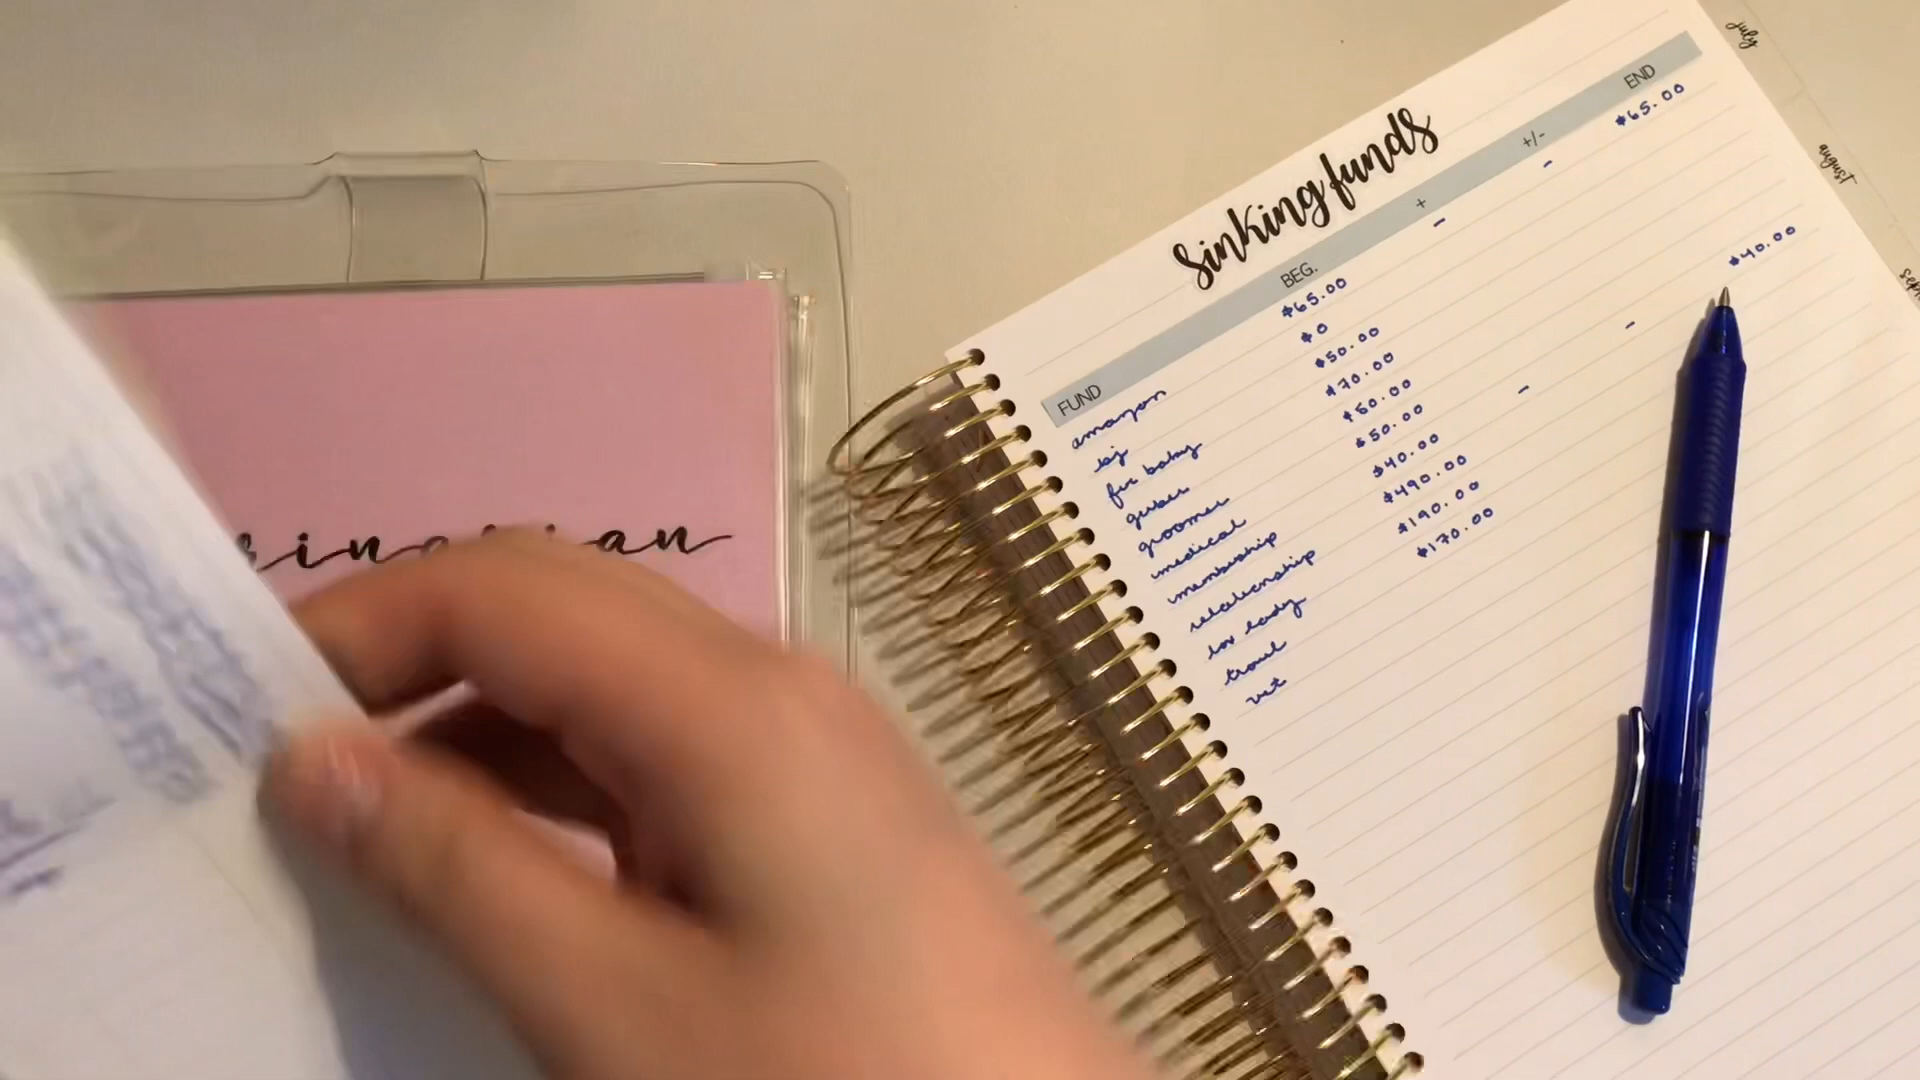 july
august
sept
sinking funds
FUND BEG. + +/- END
amazon $65.00 - - $65.00
bj $0
fur baby $50.00
$70.00
groomer $60.00
medical $50.00
membership $40.00 - - $40.00
relationship $490.00
lady $190.00
travel $170.00
vet